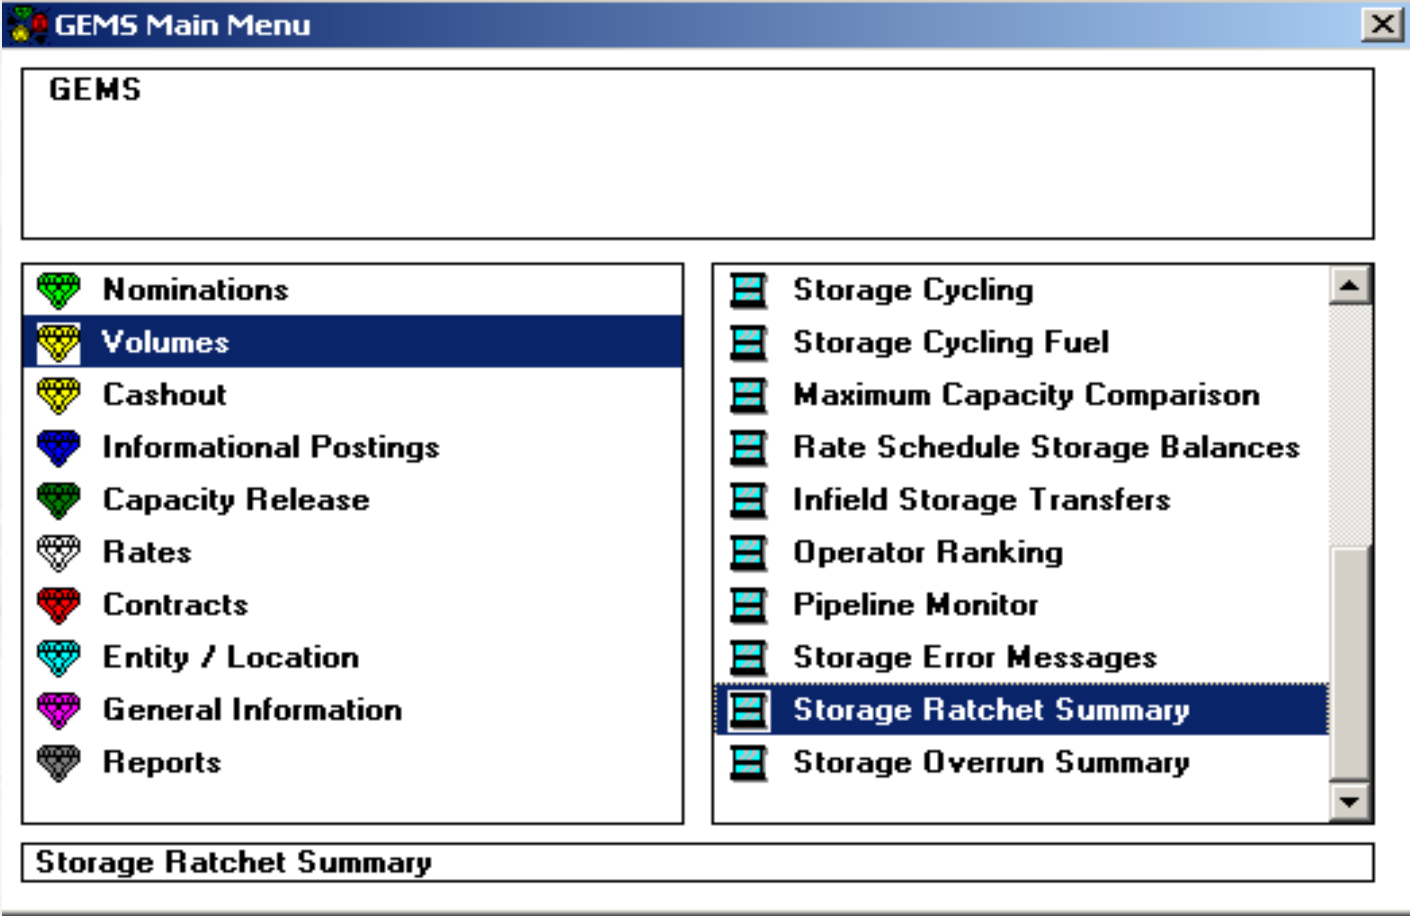 GEMS Main Menu
GEMS
Nominations
Volumes
Cashout
Informational Postings
Capacity Release
Rates
Contracts
Entity / Location
General Information
Reports
Storage Cycling
Storage Cycling Fuel
Maximum Capacity Comparison
Rate Schedule Storage Balances
Infield Storage Transfers
Operator Ranking
Pipeline Monitor
Storage Error Messages
Storage Ratchet Summary
Storage Overrun Summary
Storage Ratchet Summary